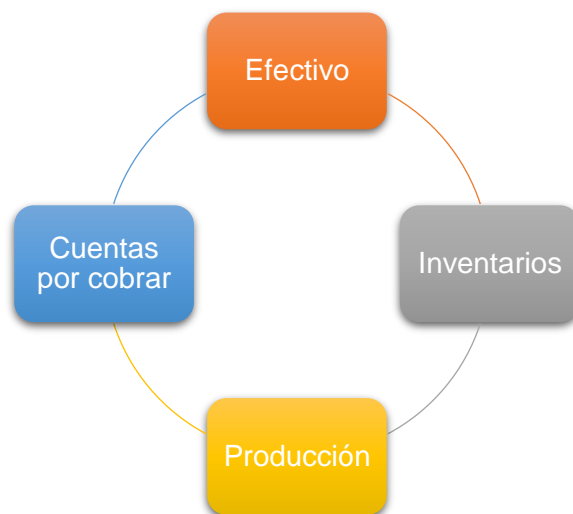 Efectivo
Inventarios
Producción
Cuentas
por cobrar